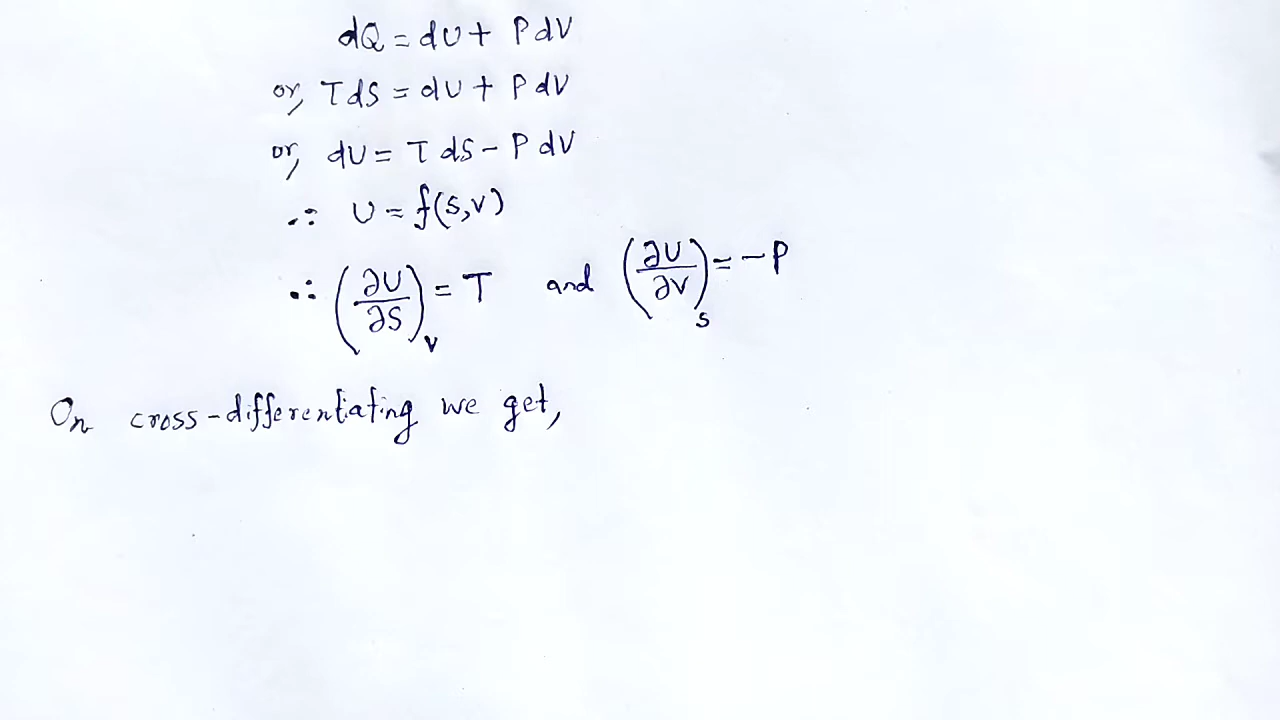 dQ = dU + PdV
or, TdS = dU + PdV
or, dU = TdS - PdV
∴ U = f(S,V)
∴ (∂U/∂S)_V = T and (∂U/∂V)_S = -P
On cross-differentiating we get,